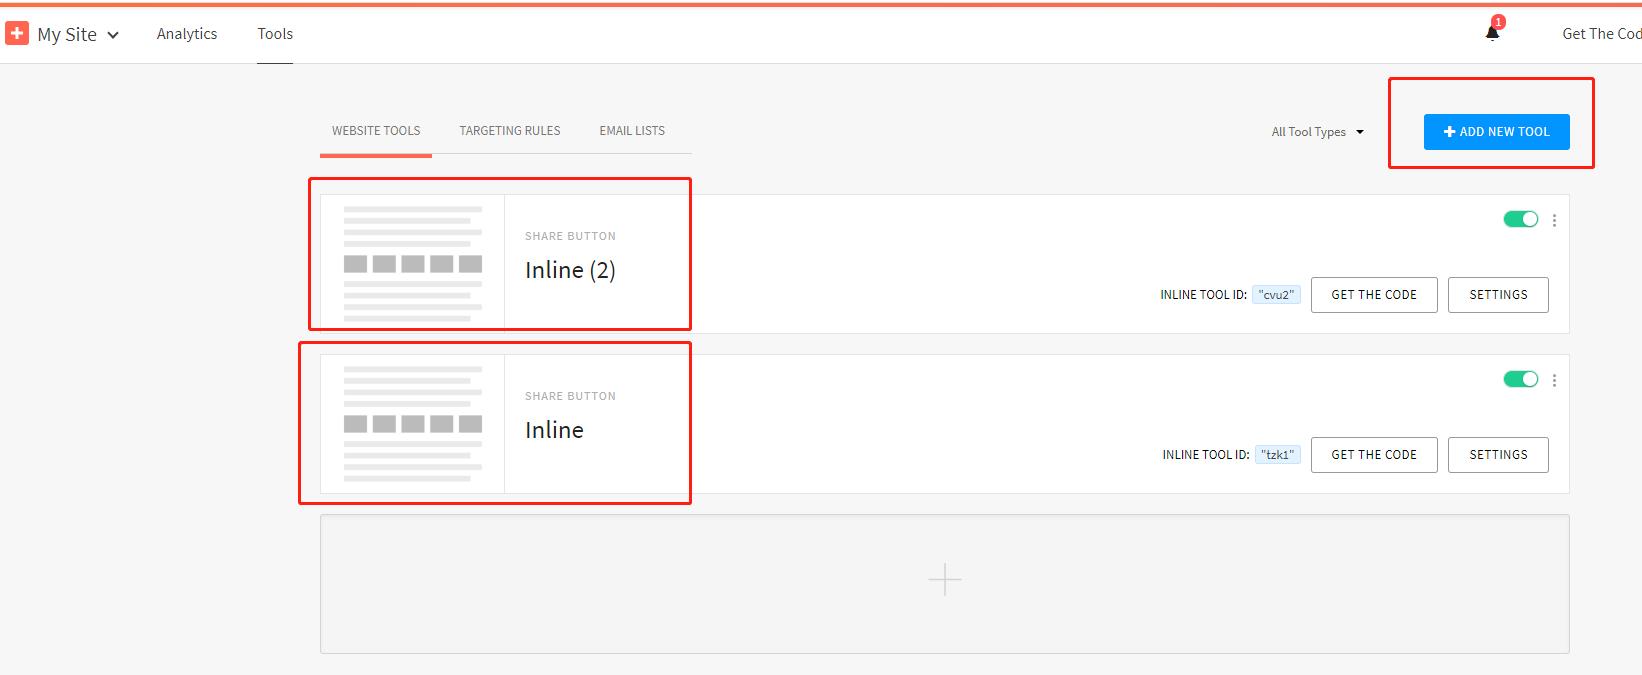 My Site Analytics Tools 1 Get The Cod
WEBSITE TOOLS TARGETING RULES EMAIL LISTS All Tool Types ADD NEW TOOL
SHARE BUTTON
Inline (2)
INLINE TOOL ID: "cvu2" GET THE CODE SETTINGS
SHARE BUTTON
Inline
INLINE TOOL ID: "tzk1" GET THE CODE SETTINGS